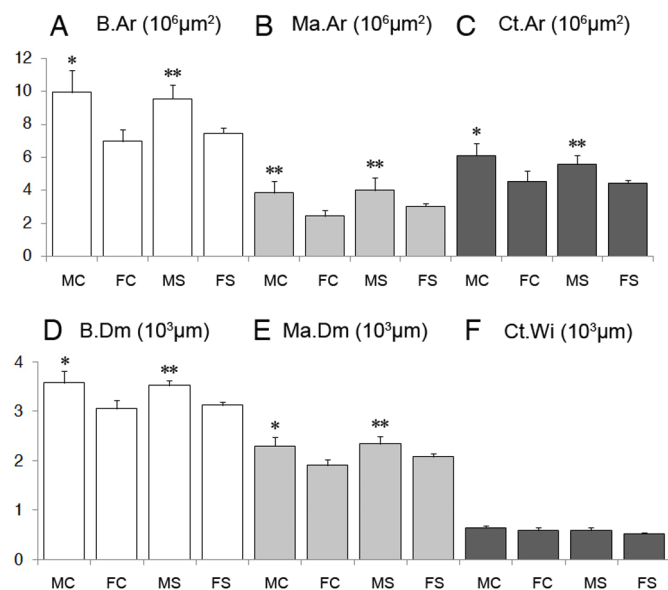 A B.Ar (10⁶µm²) B Ma.Ar (10⁶µm²) C Ct.Ar (10⁶µm²)
12
10
8
6
4
2
0
* ** ** ** * **
MC FC MS FS MC FC MS FS MC FC MS FS
D B.Dm (10³µm) E Ma.Dm (10³µm) F Ct.Wi (10³µm)
4
3
2
1
0
* ** * **
MC FC MS FS MC FC MS FS MC FC MS FS